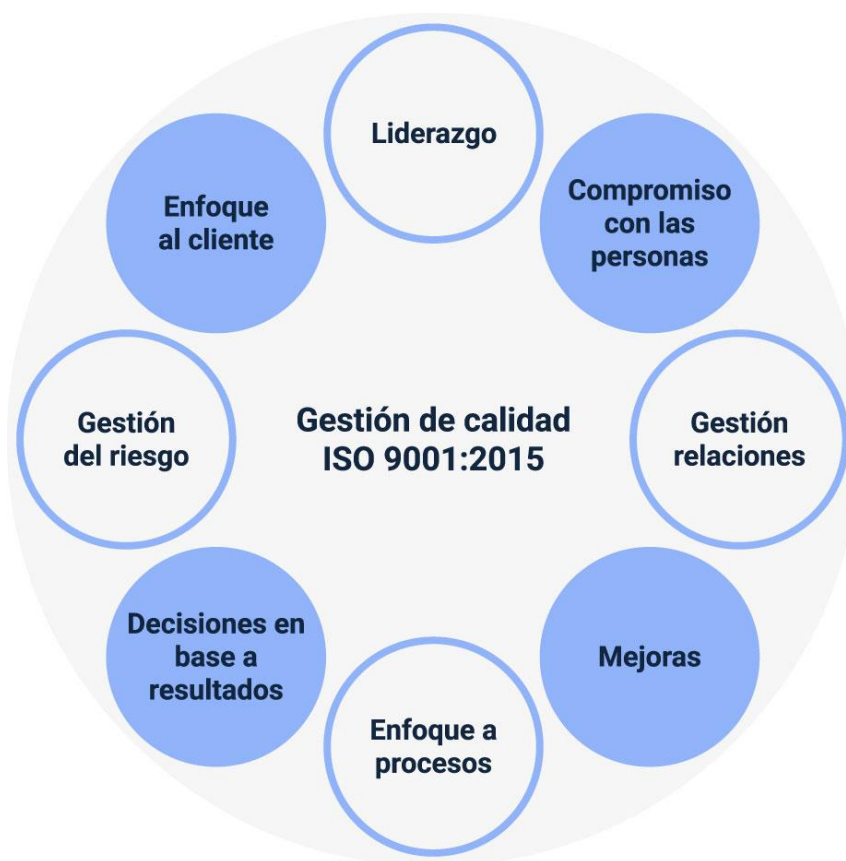 Liderazgo
Enfoque
al cliente
Compromiso
con las
personas
Gestión
del riesgo
Gestión de calidad
ISO 9001:2015
Gestión
relaciones
Decisiones en
base a
resultados
Mejoras
Enfoque a
procesos